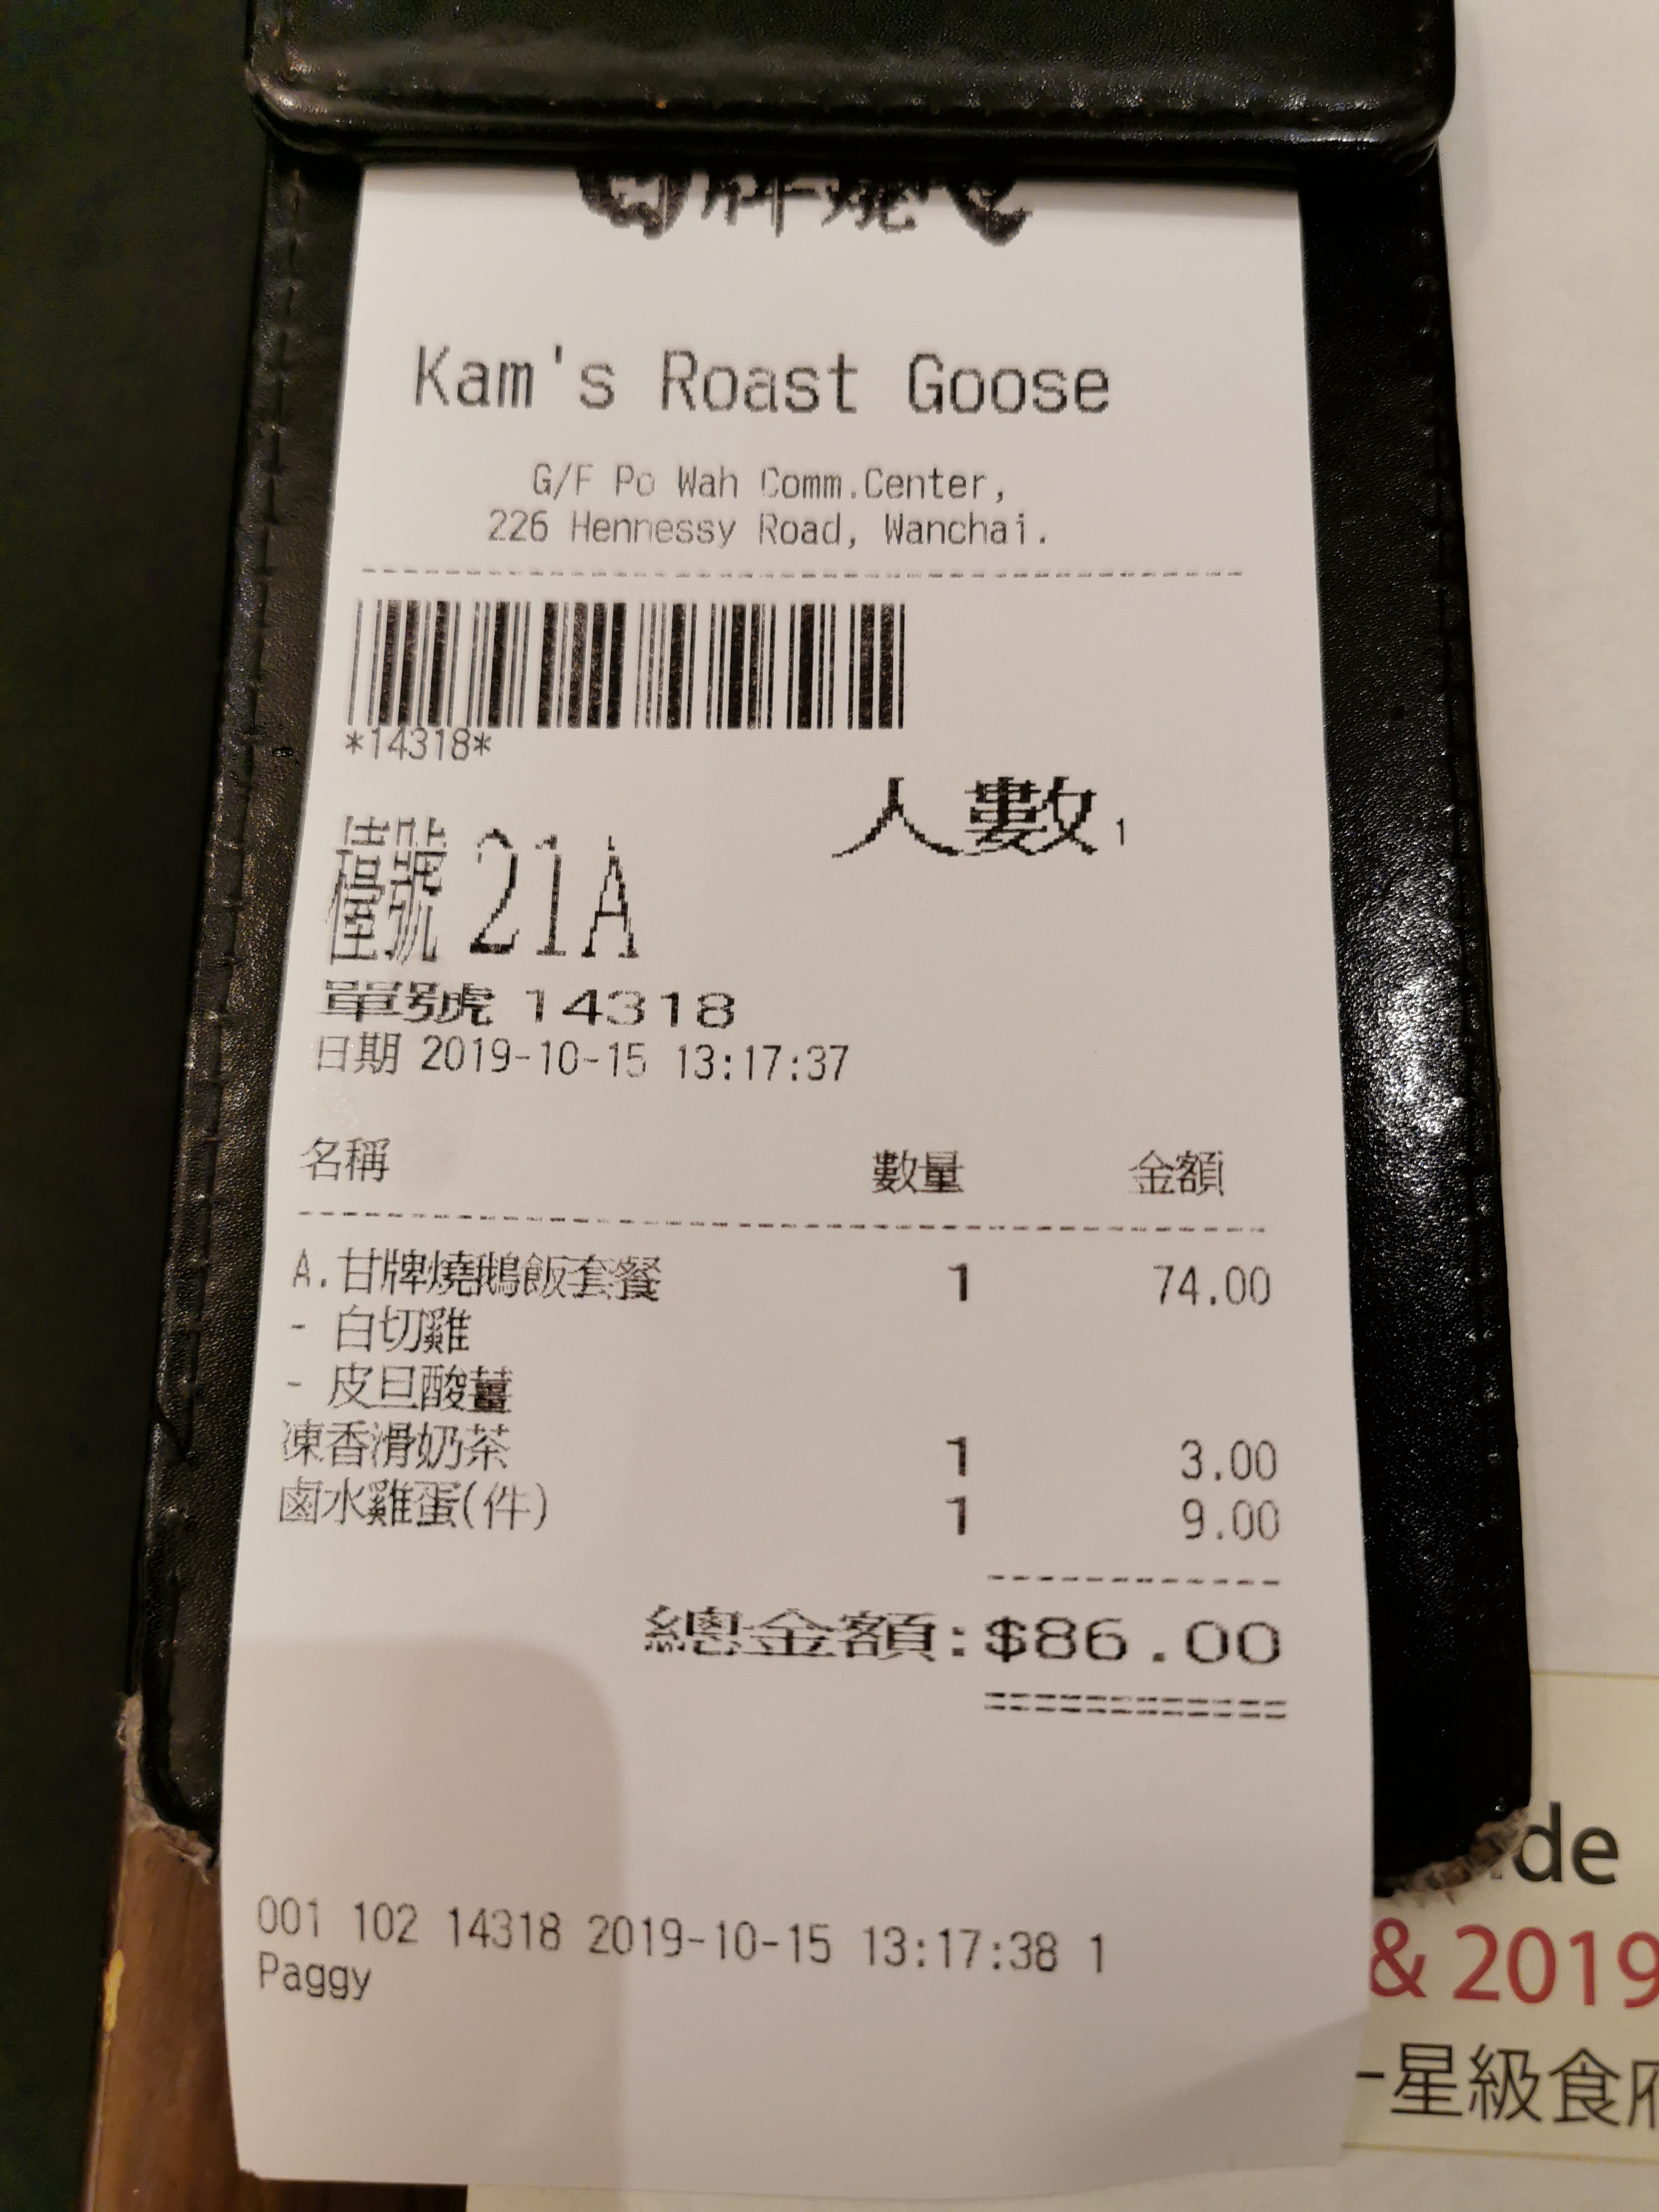 牌燒
Kam's Roast Goose
G/F Po Wah Comm.Center,
226 Hennessy Road, Wanchai.
*14318*
人數 1
檯號 21A
單號 14318
日期 2019-10-15 13:17:37
名稱 數量 金額
A.甘牌燒鵝飯套餐 1 74.00
- 白切雞
- 皮旦酸薑
凍香滑奶茶 1 3.00
鹵水雞蛋(件) 1 9.00
總金額:$86.00
001 102 14318 2019-10-15 13:17:38 1
Paggy
de
& 2019
一星級食府